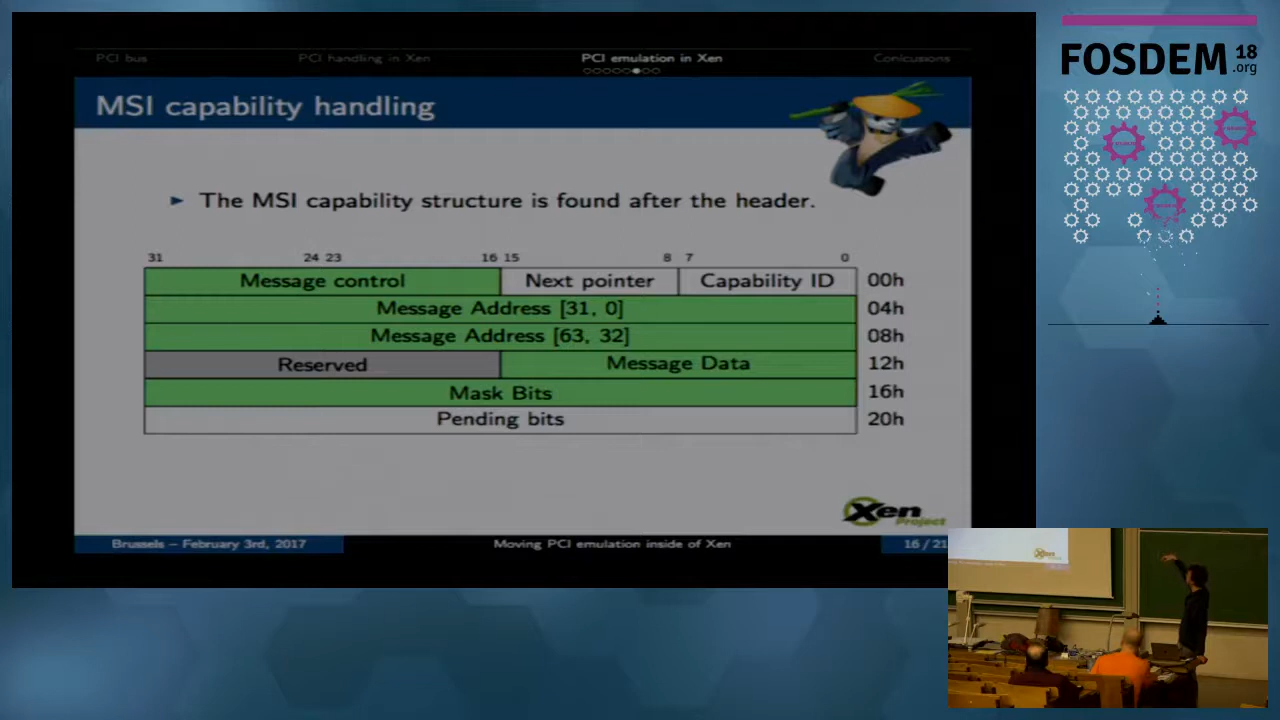 PCI bus
PCI handling in Xen
PCI emulation in Xen
Conicussions
MSI capability handling
► The MSI capability structure is found after the header.
31 24 23 16 15 8 7 0
Message control Next pointer Capability ID 00h
Message Address [31, 0] 04h
Message Address [63, 32] 08h
Reserved Message Data 12h
Mask Bits 16h
Pending bits 20h
Xen
Project
Brussels – February 3rd, 2017
Moving PCI emulation inside of Xen
16 / 21
FOSDEM 18
.org